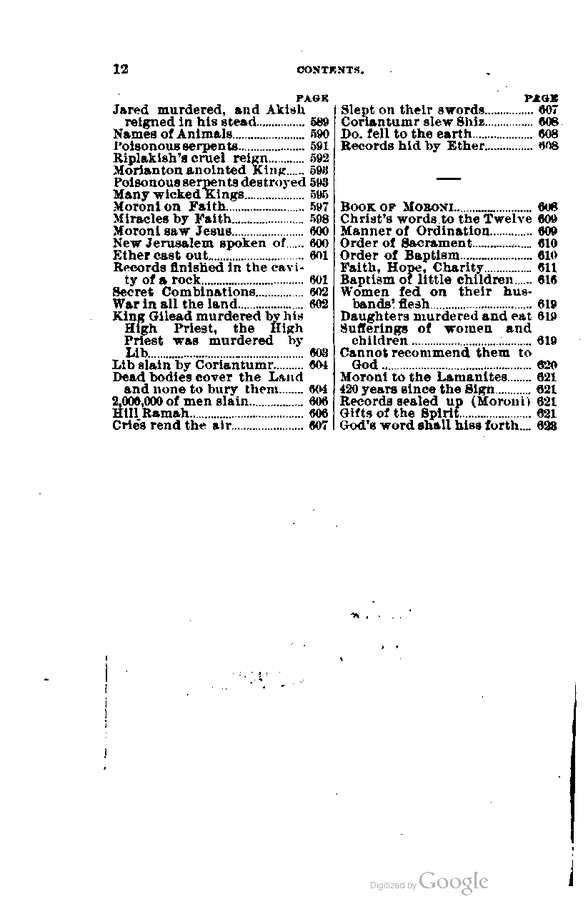 12 CONTENTS.
PAGE
Jared murdered, and Akish
reigned in his stead............... 589
Names of Animals...................... 590
Poisonous serpents..................... 591
Riplakish's cruel reign............ 592
Morianton anointed King...... 593
Poisonous serpents destroyed 593
Many wicked Kings................... 595
Moroni on Faith......................... 597
Miracles by Faith....................... 598
Moroni saw Jesus...................... 600
New Jerusalem spoken of...... 600
Ether cast out............................. 601
Records finished in the cavi-
ty of a rock................................ 601
Secret Combinations............... 602
War in all the land..................... 602
King Gilead murdered by his
High Priest, the High
Priest was murdered by
Lib................................................ 603
Lib slain by Coriantumr......... 604
Dead bodies cover the Land
and none to bury them........ 604
2,000,000 of men slain................. 606
Hill Ramah................................... 606
Cries rend the air....................... 607
PAGE
Slept on their swords............... 607
Coriantumr slew Shiz............... 608
Do. fell to the earth................... 608
Records hid by Ether............... 608
BOOK OF MORONI........................ 608
Christ's words to the Twelve 609
Manner of Ordination............. 609
Order of Sacrament................... 610
Order of Baptism....................... 610
Faith, Hope, Charity............... 611
Baptism of little children...... 616
Women fed on their hus-
bands' flesh................................ 619
Daughters murdered and eat 619
Sufferings of women and
children ...................................... 619
Cannot recommend them to
God ............................................... 620
Moroni to the Lamanites........ 621
420 years since the Sign........... 621
Records sealed up (Moroni) 621
Gifts of the Spirit....................... 621
God's word shall hiss forth.... 623
Digitized by Google